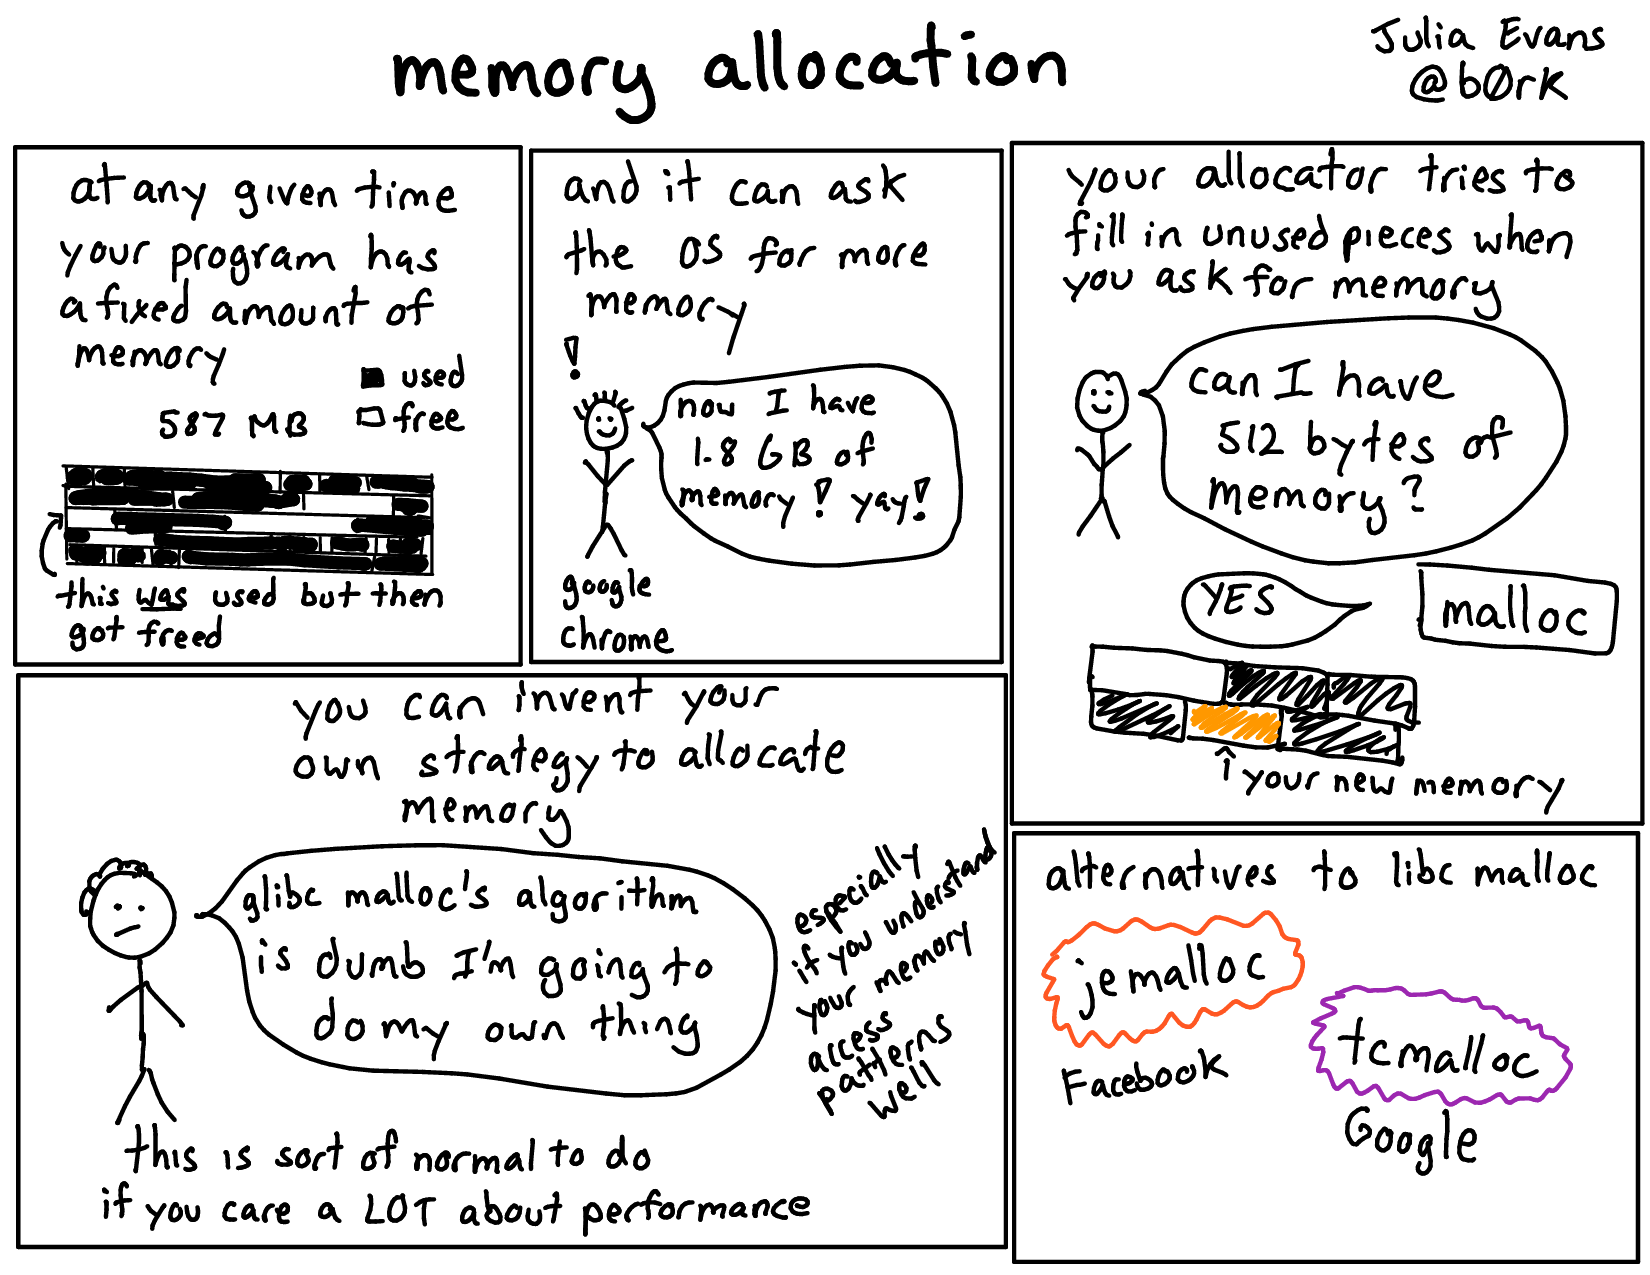 memory allocation
Julia Evans
@b0rk
at any given time
your program has
a fixed amount of
memory
used
587 MB
free
this was used but then
got freed
and it can ask
the OS for more
memory
!
now I have
1.8 GB of
memory! yay!
google
chrome
your allocator tries to
fill in unused pieces when
you ask for memory
can I have
512 bytes of
memory?
YES
malloc
your new memory
you can invent your
own strategy to allocate
memory
glibc malloc's algorithm
is dumb I'm going to
do my own thing
especially
if you understand
your memory
access
patterns
well
this is sort of normal to do
if you care a LOT about performance
alternatives to libc malloc
jemalloc
Facebook
tcmalloc
Google